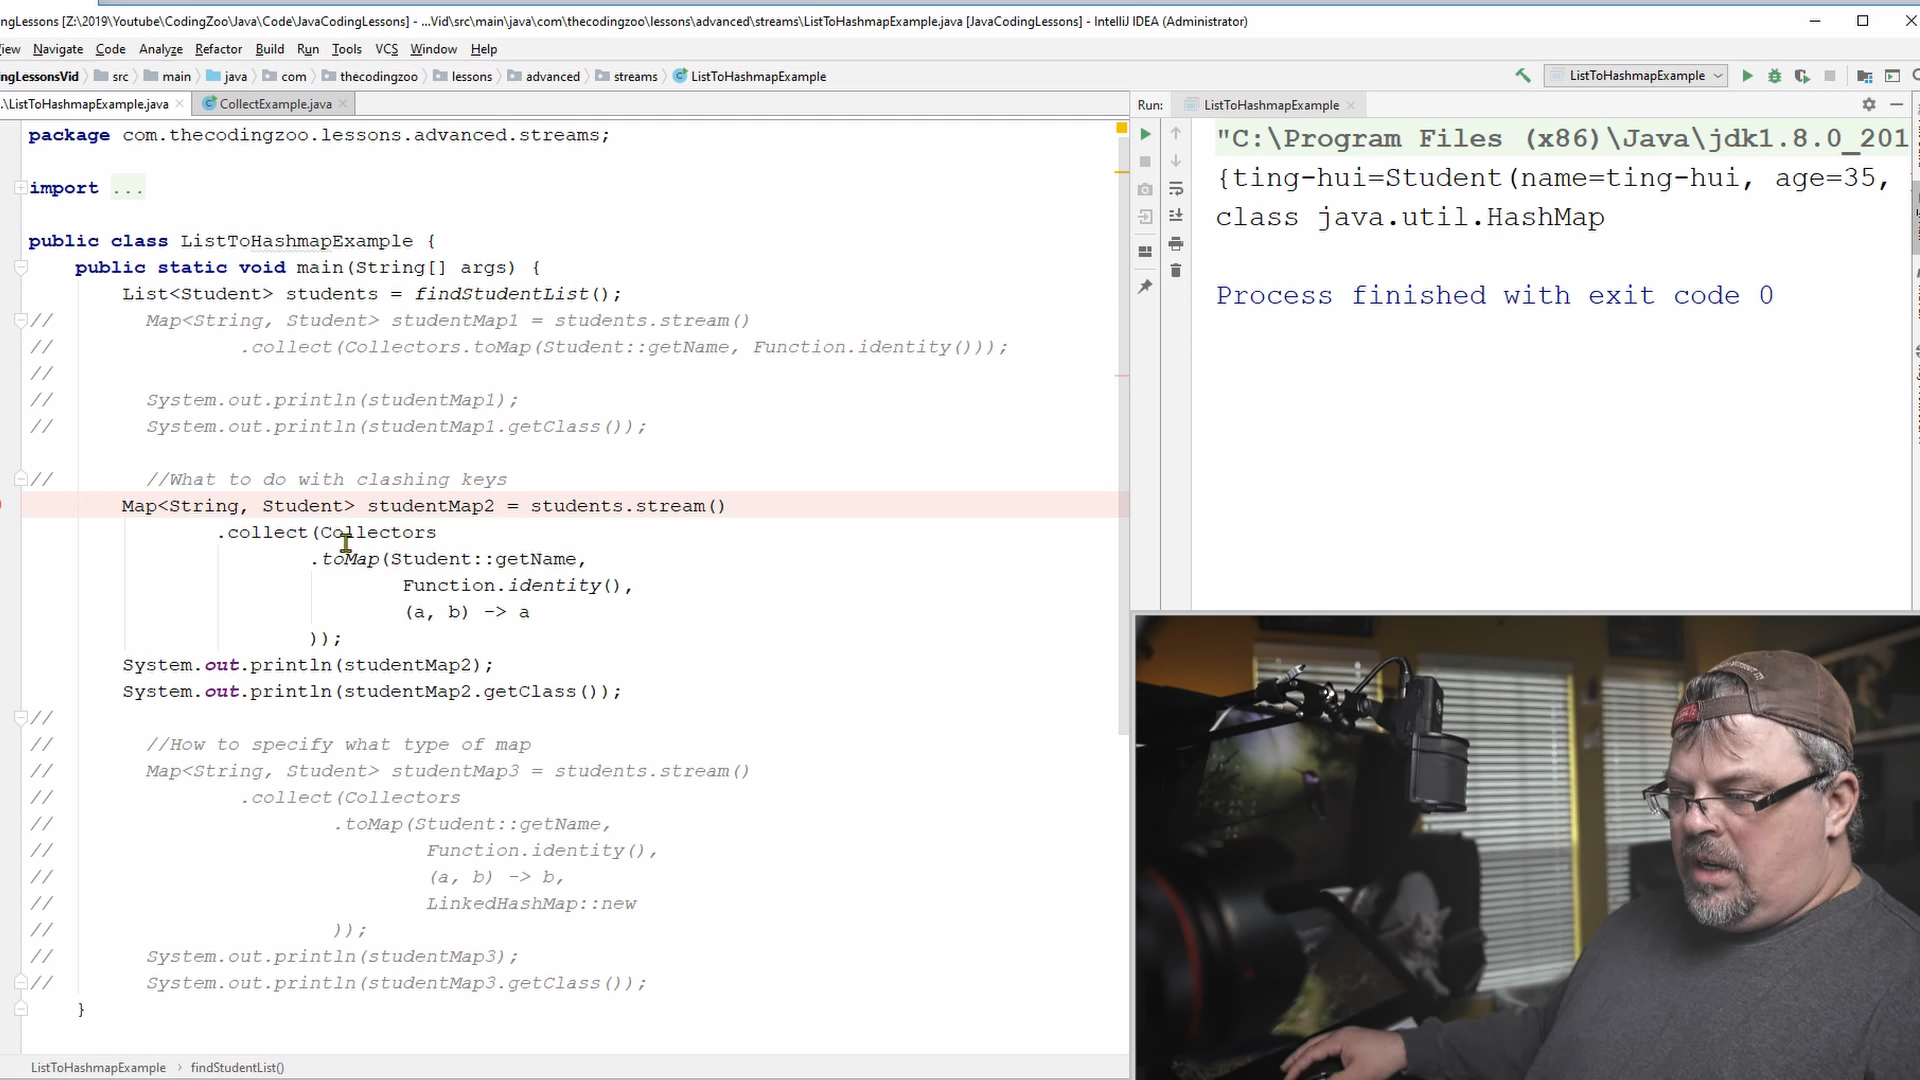 ngLessons [Z:\2019\Youtube\CodingZoo\Java\Code\JavaCodingLessons] - ...Vid\src\main\java\com\thecodingzoo\lessons\advanced\streams\ListToHashmapExample.java [JavaCodingLessons] - IntelliJ IDEA (Administrator)
iew Navigate Code Analyze Refactor Build Run Tools VCS Window Help
ngLessonsVid src main java com thecodingzoo lessons advanced streams ListToHashmapExample
ListToHashmapExample
.\ListToHashmapExample.java CollectExample.java
package com.thecodingzoo.lessons.advanced.streams;
import ...
public class ListToHashmapExample {
public static void main(String[] args) {
List<Student> students = findStudentList();
// Map<String, Student> studentMap1 = students.stream()
// .collect(Collectors.toMap(Student::getName, Function.identity()));
//
// System.out.println(studentMap1);
// System.out.println(studentMap1.getClass());
// //What to do with clashing keys
Map<String, Student> studentMap2 = students.stream()
.collect(Collectors
.toMap(Student::getName,
Function.identity(),
(a, b) -> a
));
System.out.println(studentMap2);
System.out.println(studentMap2.getClass());
//
// //How to specify what type of map
// Map<String, Student> studentMap3 = students.stream()
// .collect(Collectors
// .toMap(Student::getName,
// Function.identity(),
// (a, b) -> b,
// LinkedHashMap::new
// ));
// System.out.println(studentMap3);
// System.out.println(studentMap3.getClass());
}
ListToHashmapExample › findStudentList()
Run: ListToHashmapExample
"C:\Program Files (x86)\Java\jdk1.8.0_201
{ting-hui=Student(name=ting-hui, age=35,
class java.util.HashMap
Process finished with exit code 0